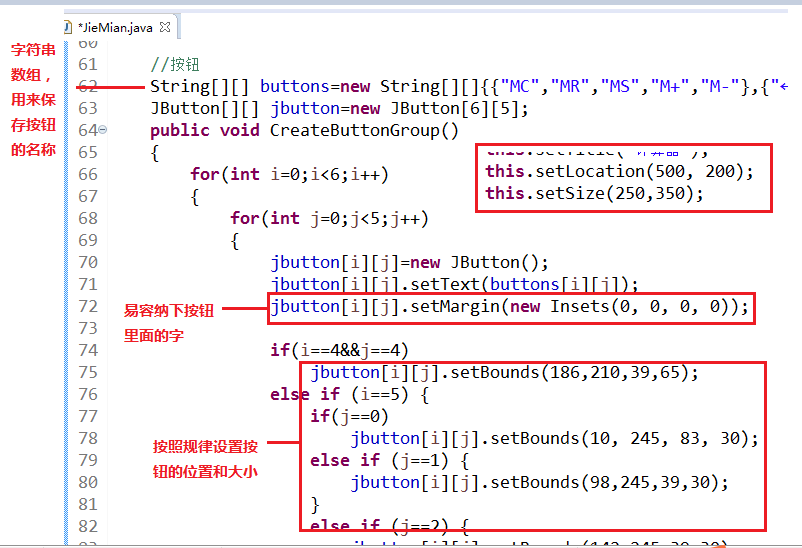 *JieMian.java
字符串
数组，
用来保
存按钮
的名称
60
61 //按钮
62 String[][] buttons=new String[][]{{"MC","MR","MS","M+","M-"},{"←
63 JButton[][] jbutton=new JButton[6][5];
64 public void CreateButtonGroup()
65 {
this.setTitle("计算器");
66 for(int i=0;i<6;i++)
this.setLocation(500, 200);
67 {
this.setSize(250,350);
68 for(int j=0;j<5;j++)
69 {
70 jbutton[i][j]=new JButton();
71 jbutton[i][j].setText(buttons[i][j]);
72 jbutton[i][j].setMargin(new Insets(0, 0, 0, 0));
易容纳下按钮
里面的字
73
74 if(i==4&&j==4)
75 jbutton[i][j].setBounds(186,210,39,65);
76 else if (i==5) {
77 if(j==0)
78 jbutton[i][j].setBounds(10, 245, 83, 30);
按照规律设置按
钮的位置和大小
79 else if (j==1) {
80 jbutton[i][j].setBounds(98,245,39,30);
81 }
82 else if (j==2) {